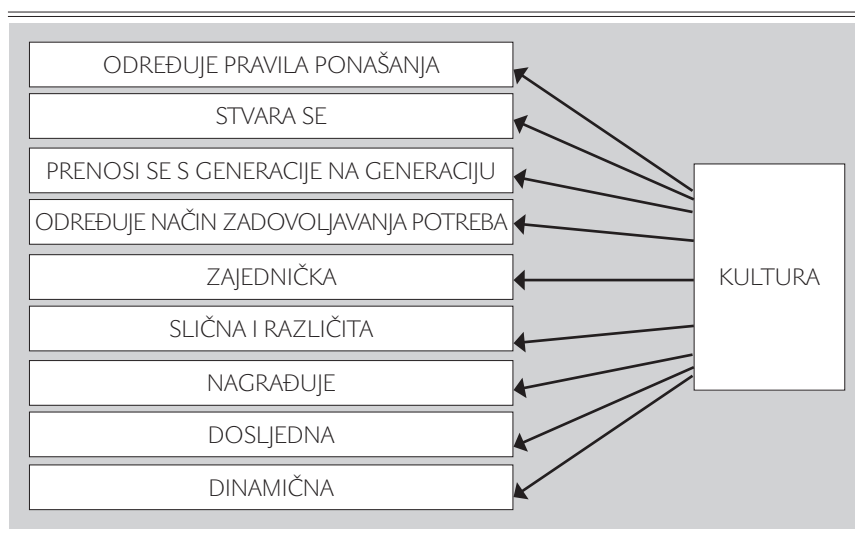 ODREĐUJE PRAVILA PONAŠANJA
STVARA SE
PRENOSI SE S GENERACIJE NA GENERACIJU
ODREĐUJE NAČIN ZADOVOLJAVANJA POTREBA
ZAJEDNIČKA
SLIČNA I RAZLIČITA
NAGRAĐUJE
DOSLJEDNA
DINAMIČNA
KULTURA